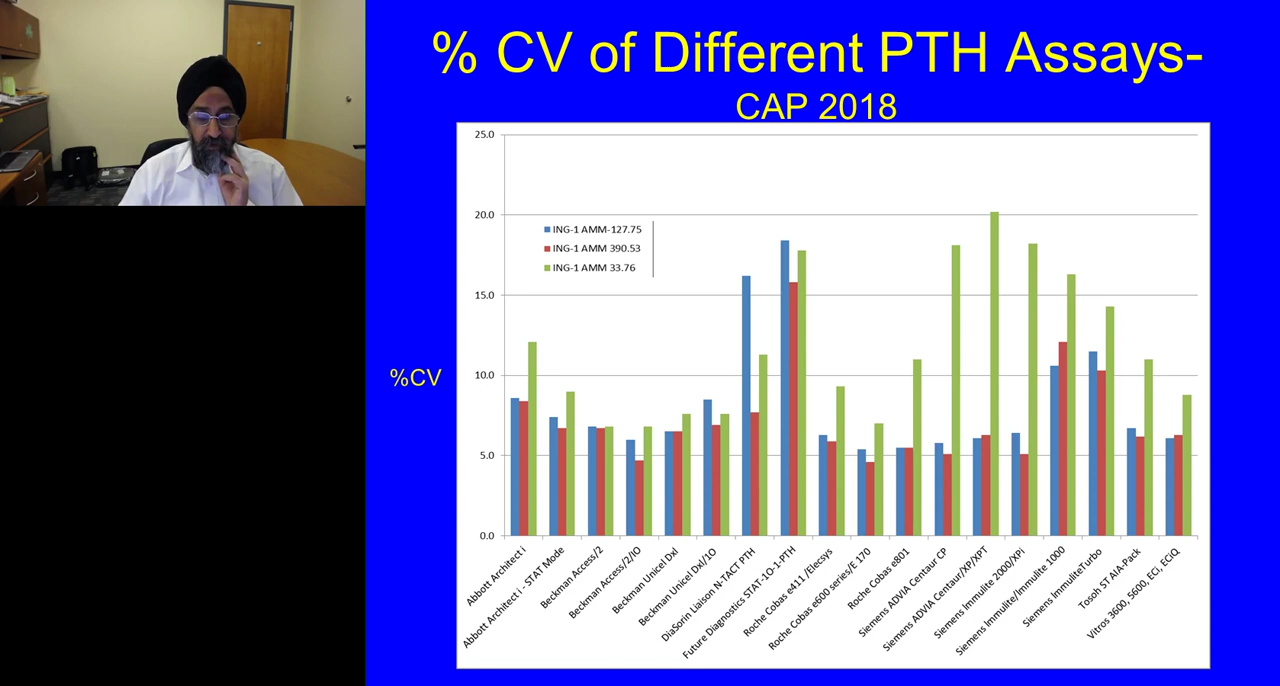 % CV of Different PTH Assays-
CAP 2018
25.0
20.0
15.0
10.0
5.0
0.0
%CV
ING-1 AMM-127.75
ING-1 AMM 390.53
ING-1 AMM 33.76
Abbott Architect i
Abbott Architect i - STAT Mode
Beckman Access/2
Beckman Access/2/IO
Beckman Unicel DxI
Beckman Unicel DxI/1O
DiaSorin Liaison N-TACT PTH
Future Diagnostics STAT-1O-1-PTH
Roche Cobas e411 /Elecsys
Roche Cobas e600 series/E 170
Roche Cobas e801
Siemens ADVIA Centaur CP
Siemens ADVIA Centaur/XP/XPT
Siemens Immulite 2000/XPi
Siemens Immulite/Immulite 1000
Siemens ImmuliteTurbo
Tosoh ST AIA-Pack
Vitros 3600, 5600, ECi, ECiQ